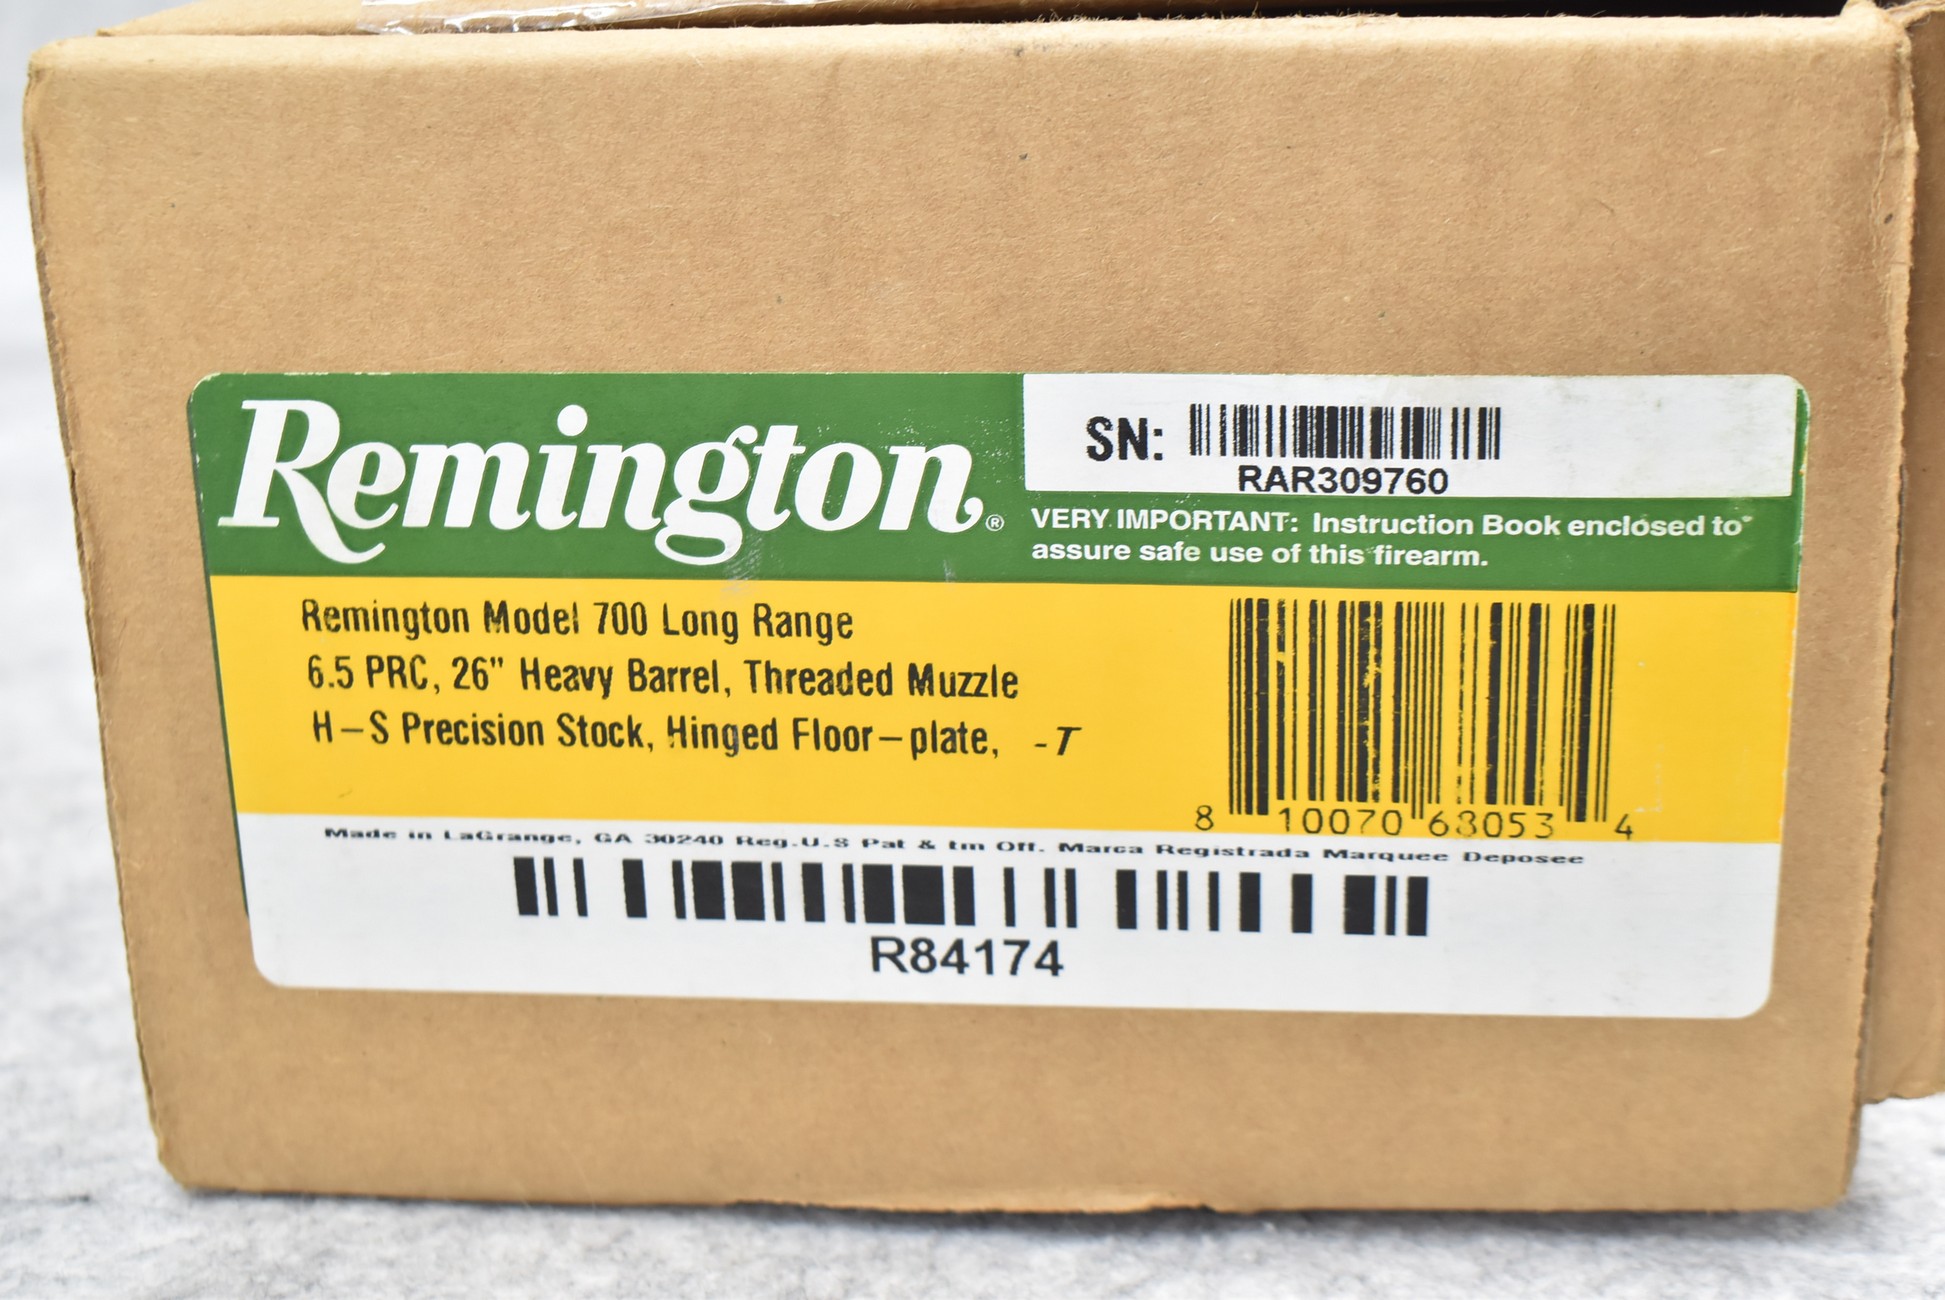 Remington®
SN:
RAR309760
VERY IMPORTANT: Instruction Book enclosed to
assure safe use of this firearm.
Remington Model 700 Long Range
6.5 PRC, 26" Heavy Barrel, Threaded Muzzle
H-S Precision Stock, Hinged Floor-plate, -T
8 10070 68053 4
Made in LaGrange, GA 30240 Reg.U.S Pat & tm Off. Marca Registrada Marquee Deposee
R84174